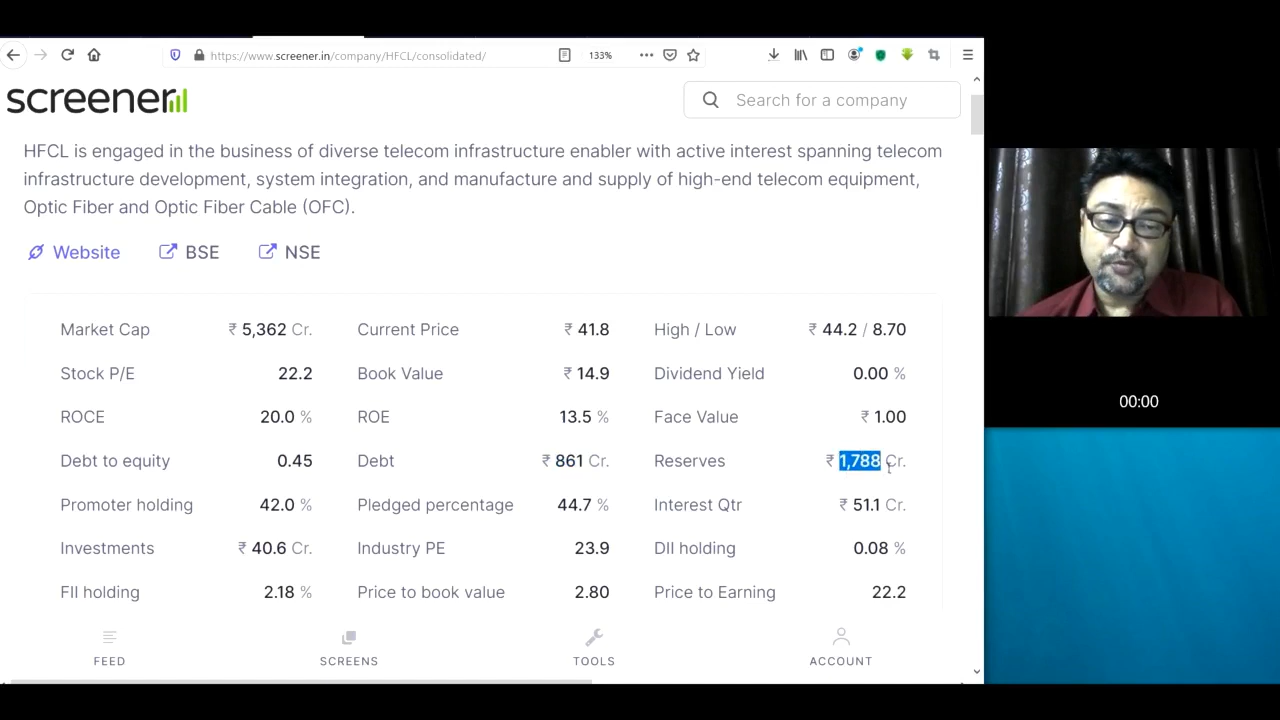 https://www.screener.in/company/HFCL/consolidated/
133%
screener
Search for a company
HFCL is engaged in the business of diverse telecom infrastructure enabler with active interest spanning telecom
infrastructure development, system integration, and manufacture and supply of high-end telecom equipment,
Optic Fiber and Optic Fiber Cable (OFC).
Website BSE NSE
Market Cap ₹ 5,362 Cr. Current Price ₹ 41.8 High / Low ₹ 44.2 / 8.70
Stock P/E 22.2 Book Value ₹ 14.9 Dividend Yield 0.00 %
ROCE 20.0 % ROE 13.5 % Face Value ₹ 1.00
Debt to equity 0.45 Debt ₹ 861 Cr. Reserves ₹ 1,788 Cr.
Promoter holding 42.0 % Pledged percentage 44.7 % Interest Qtr ₹ 51.1 Cr.
Investments ₹ 40.6 Cr. Industry PE 23.9 DII holding 0.08 %
FII holding 2.18 % Price to book value 2.80 Price to Earning 22.2
FEED SCREENS TOOLS ACCOUNT
00:00